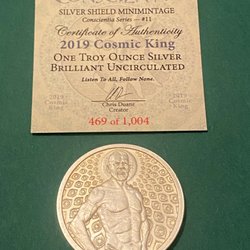 CONSCIENTIA
SILVER SHIELD MINIMINTAGE
Conscientia Series — #11
Certificate of Authenticity
2019 Cosmic King
ONE TROY OUNCE SILVER
BRILLIANT UNCIRCULATED
Listen To All, Follow None.
2019 Cosmic King
Chris Duane
Creator
2019 Cosmic King
469 of 1,004